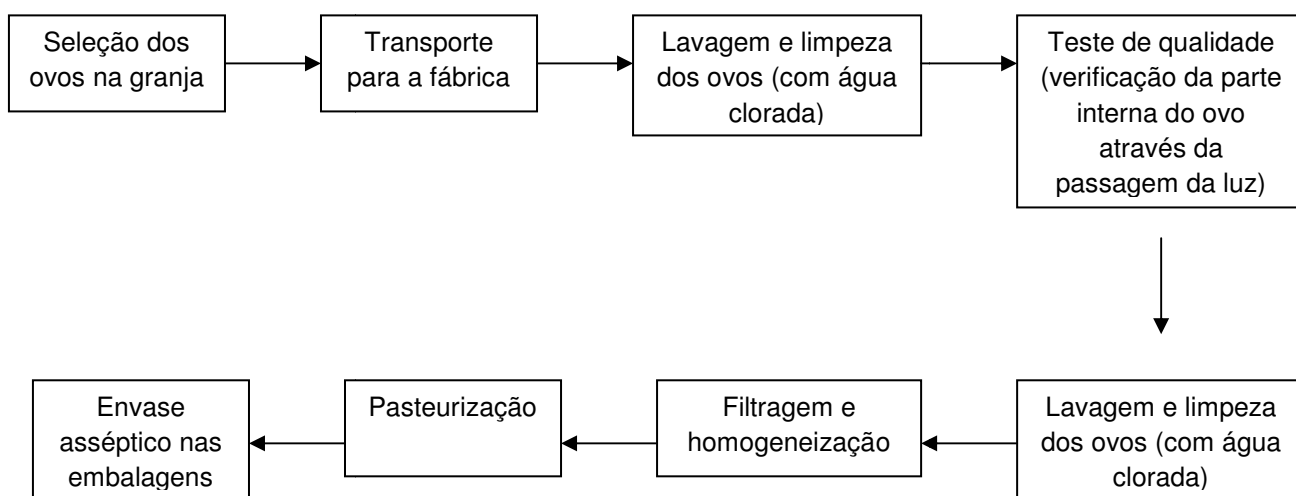 Seleção dos
ovos na granja
Transporte
para a fábrica
Lavagem e limpeza
dos ovos (com água
clorada)
Teste de qualidade
(verificação da parte
interna do ovo
através da
passagem da luz)
Envase
asséptico nas
embalagens
Pasteurização
Filtragem e
homogeneização
Lavagem e limpeza
dos ovos (com água
clorada)